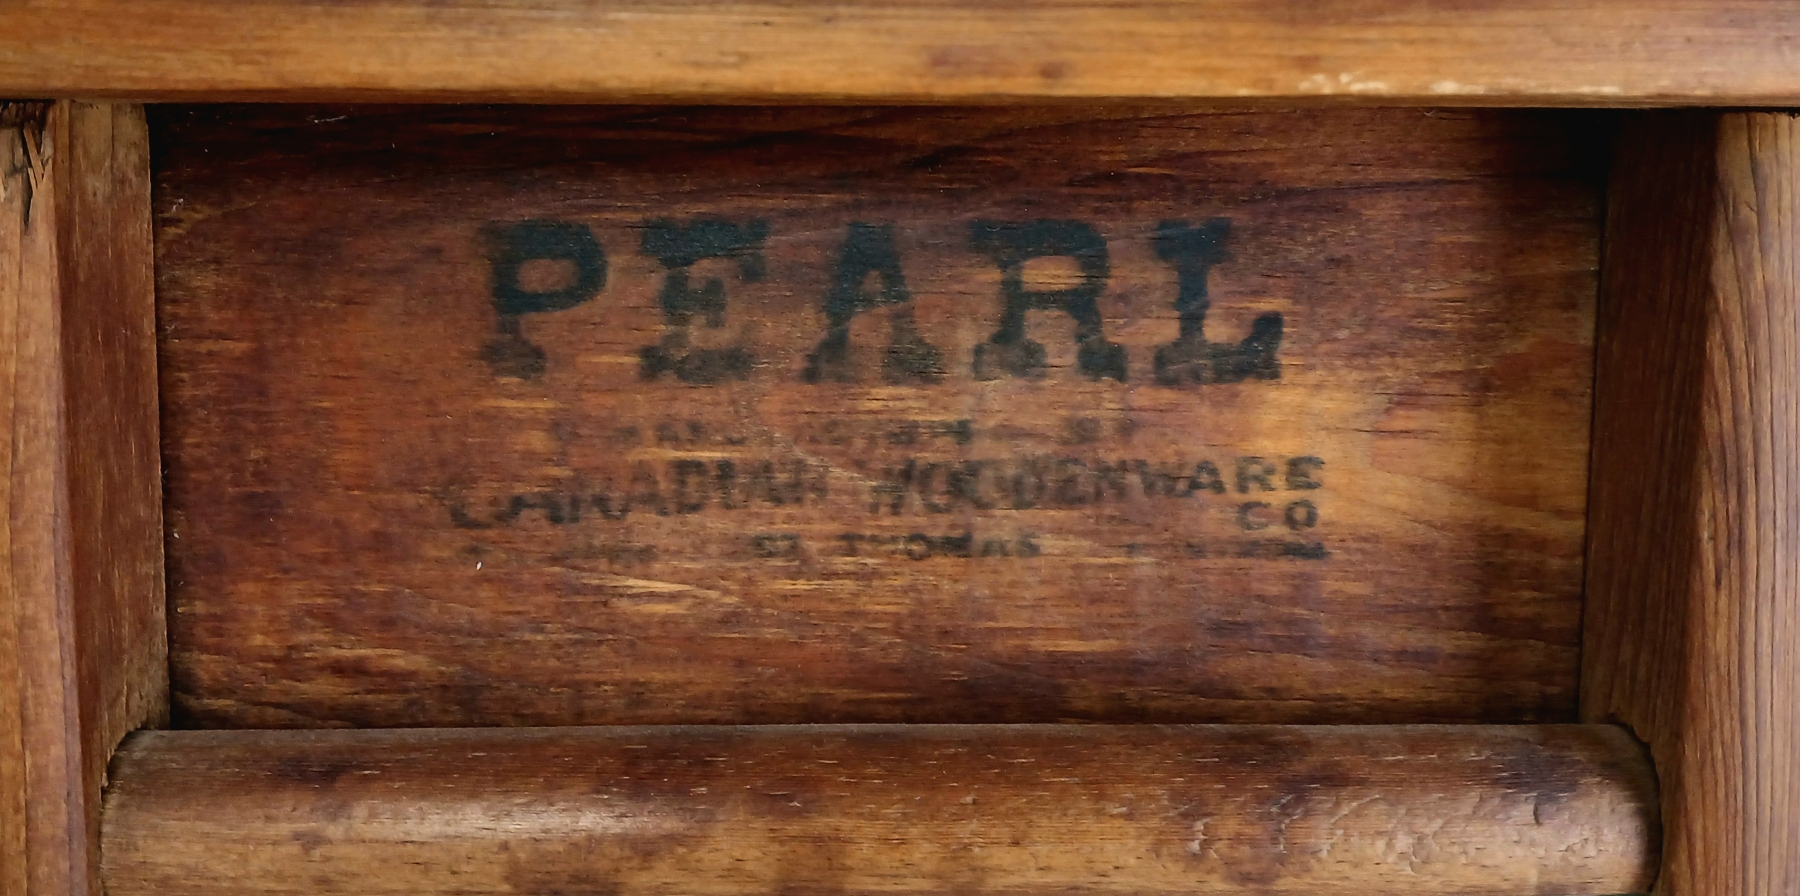 PEARL
CANADIAN WOODENWARE
CO
ST. THOMAS